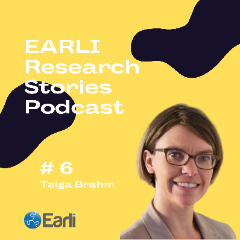 EARLI
Research
Stories
Podcast
# 6
Taiga Brahm
Earli